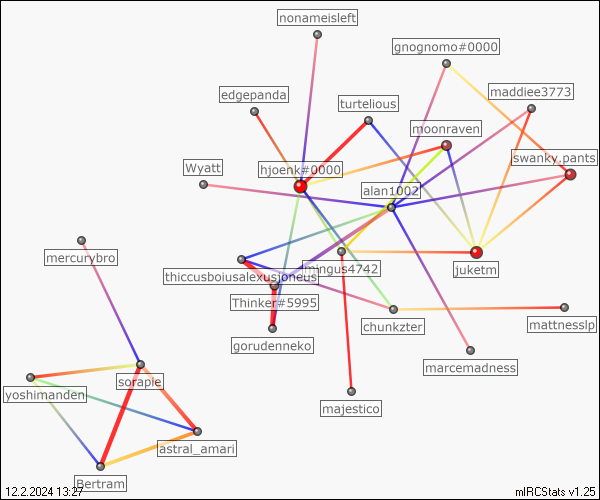 nonameisleft
gnognomo#0000
maddiee3773
edgepanda
turtelious
moonraven
swanky.pants
Wyatt
hjoenk#0000
alan1002
mercurybro
thiccusboiusalexusjoneus
mingus4742
juketm
Thinker#5995
chunkzter
mattnesslp
gorudenneko
marcemadness
sorapie
yoshimanden
majestico
astral_amari
Bertram
12.2.2024 13:27
mIRCStats v1.25